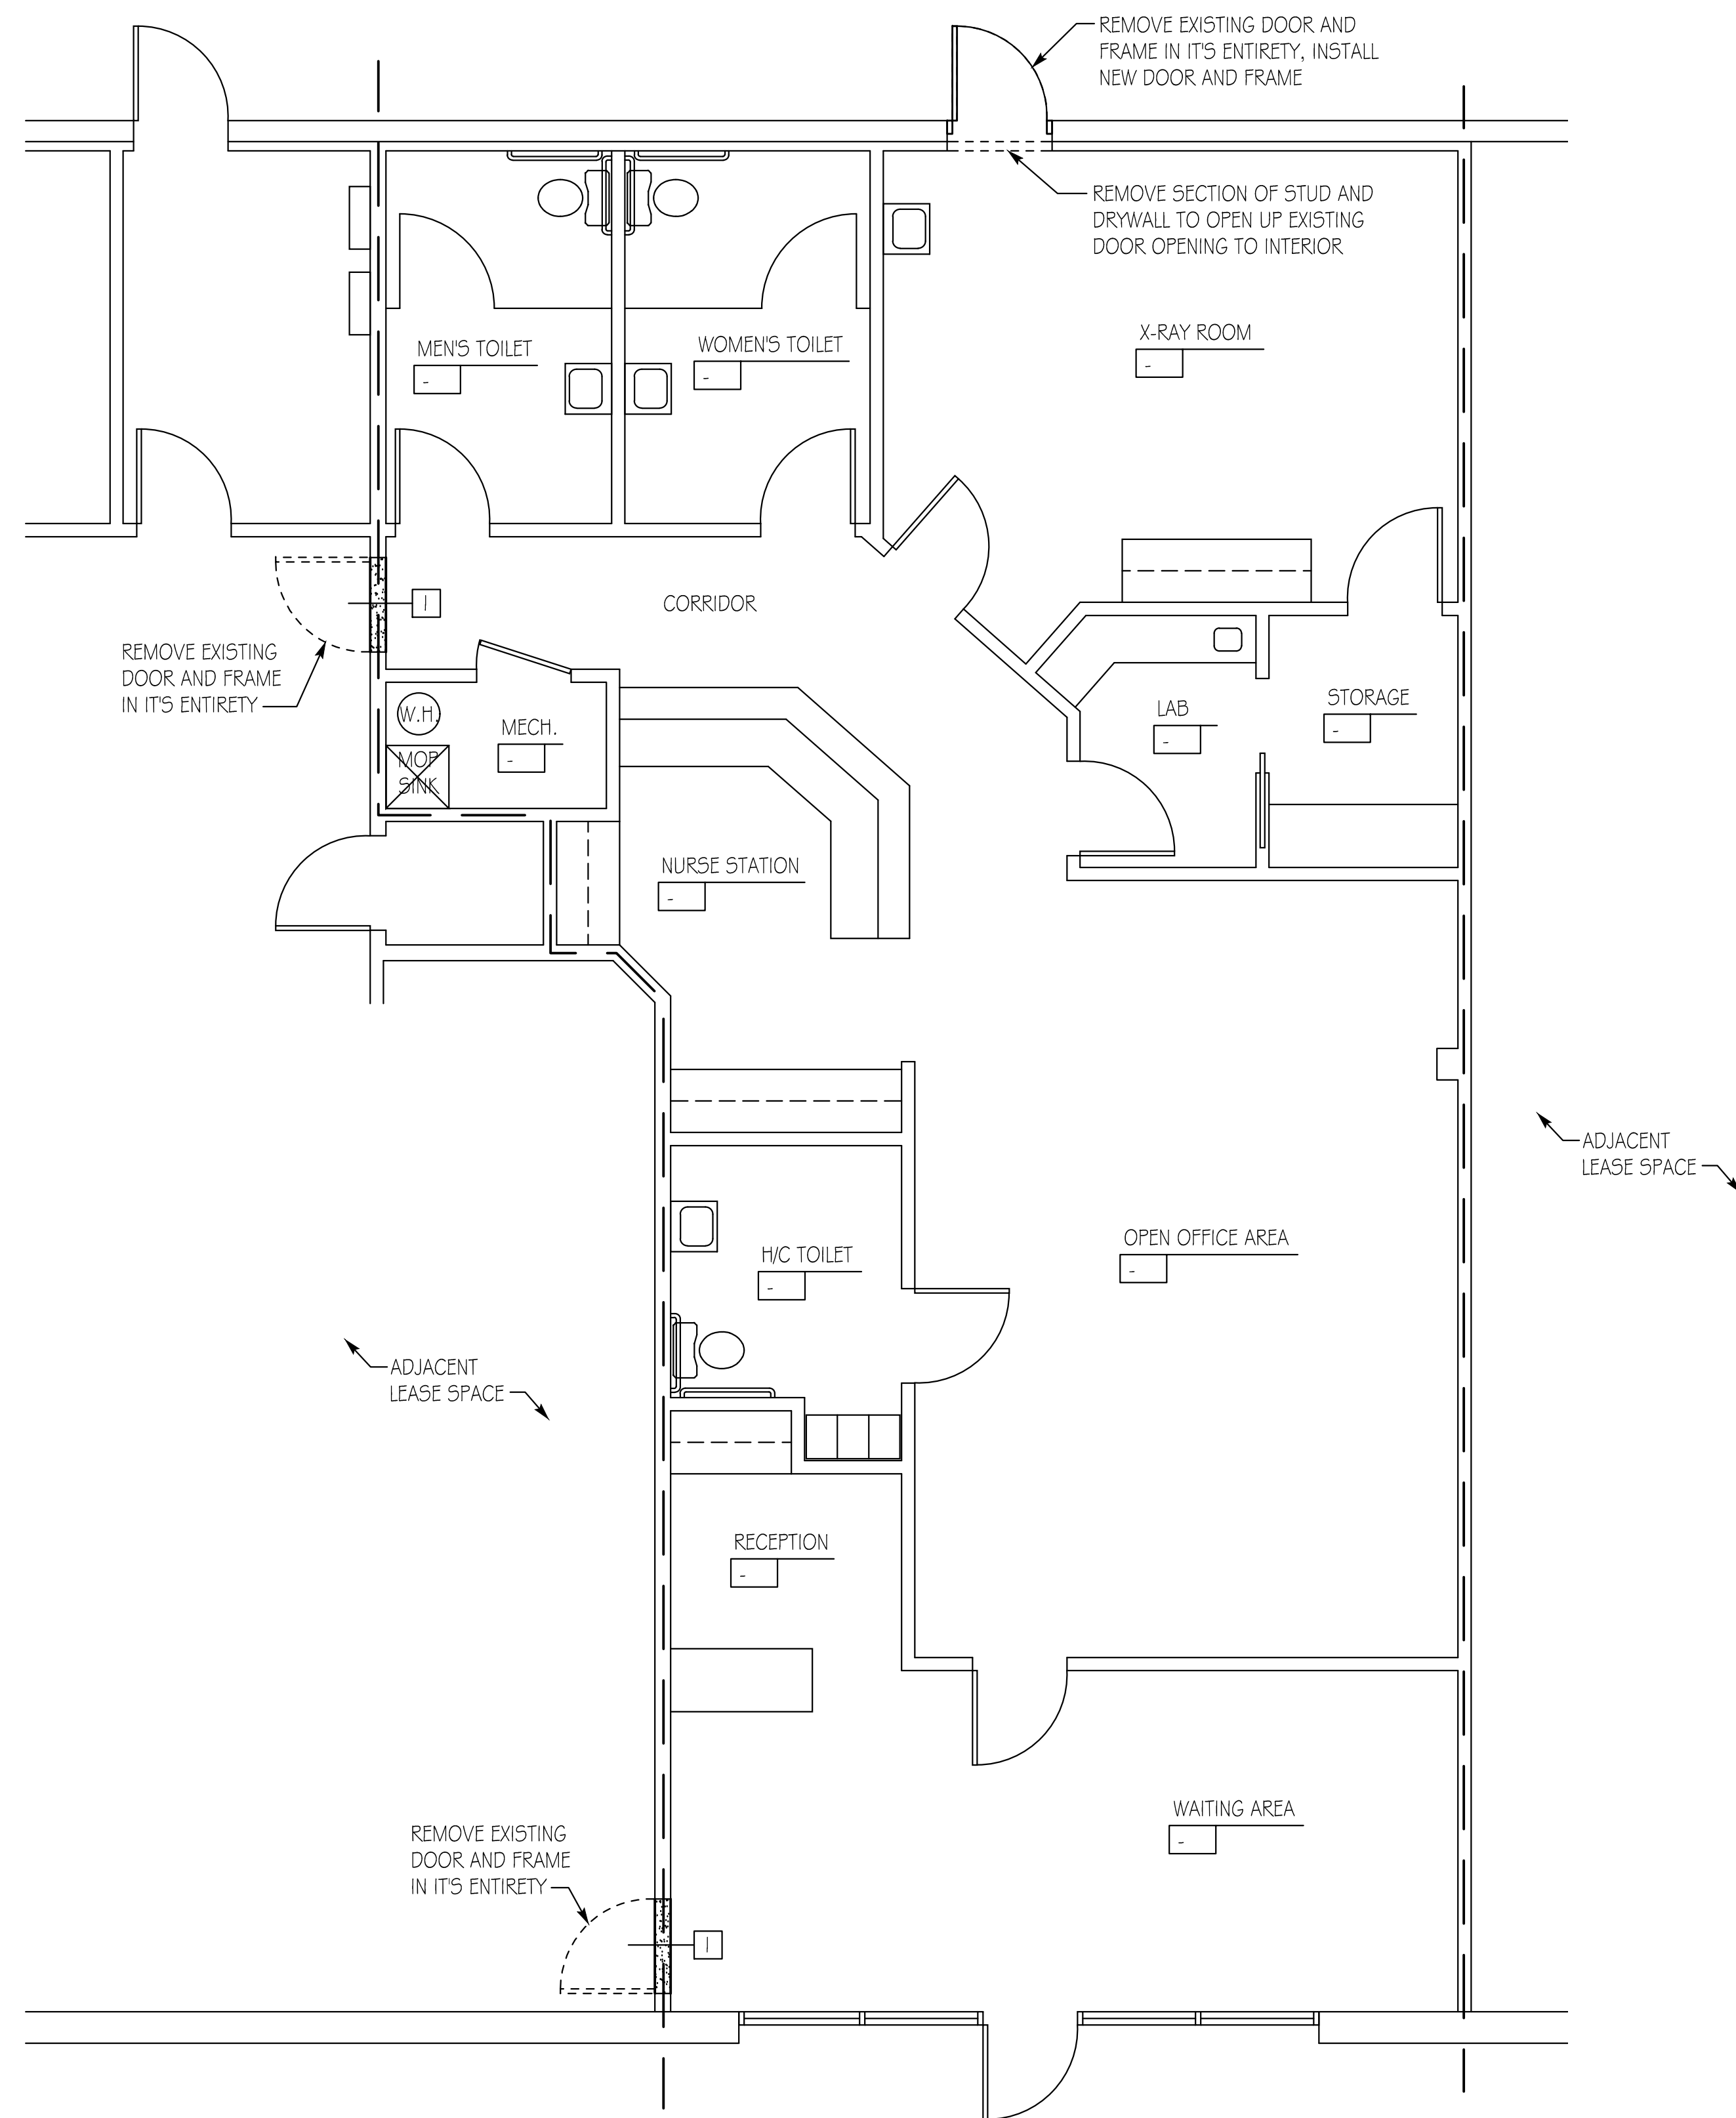 REMOVE EXISTING DOOR AND
FRAME IN IT'S ENTIRETY, INSTALL
NEW DOOR AND FRAME
REMOVE SECTION OF STUD AND
DRYWALL TO OPEN UP EXISTING
DOOR OPENING TO INTERIOR
MEN'S TOILET
-
WOMEN'S TOILET
-
X-RAY ROOM
-
CORRIDOR
1
REMOVE EXISTING
DOOR AND FRAME
IN IT'S ENTIRETY
W.H.
MOP
SINK
MECH.
-
LAB
-
STORAGE
-
NURSE STATION
-
ADJACENT
LEASE SPACE
OPEN OFFICE AREA
-
H/C TOILET
-
ADJACENT
LEASE SPACE
RECEPTION
-
WAITING AREA
-
REMOVE EXISTING
DOOR AND FRAME
IN IT'S ENTIRETY
1